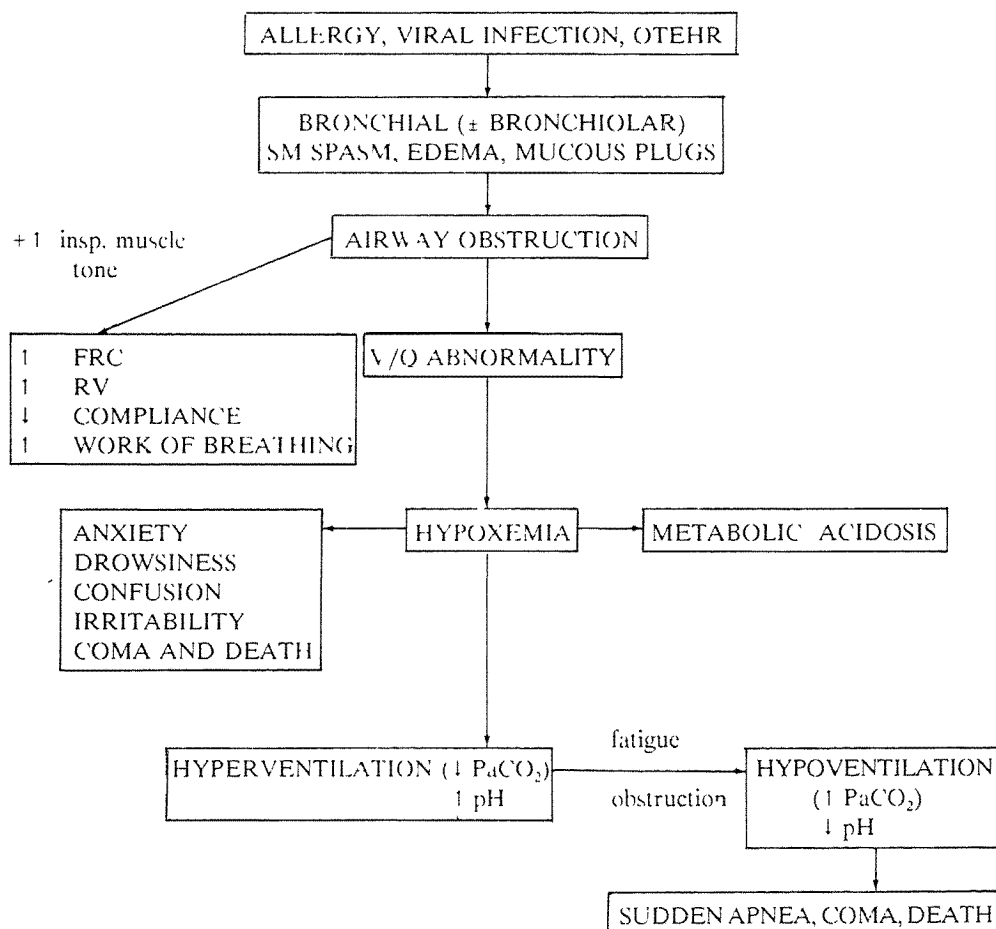 ALLERGY, VIRAL INFECTION, OTEHR
BRONCHIAL (± BRONCHIOLAR)
SM SPASM, EDEMA, MUCOUS PLUGS
+ ↑ insp. muscle
tone
AIRWAY OBSTRUCTION
↑ FRC
↑ RV
↓ COMPLIANCE
↑ WORK OF BREATHING
V/Q ABNORMALITY
ANXIETY
DROWSINESS
CONFUSION
IRRITABILITY
COMA AND DEATH
HYPOXEMIA
METABOLIC ACIDOSIS
HYPERVENTILATION (↓ PaCO₂)
↑ pH
fatigue
obstruction
HYPOVENTILATION
(↑ PaCO₂)
↓ pH
SUDDEN APNEA, COMA, DEATH